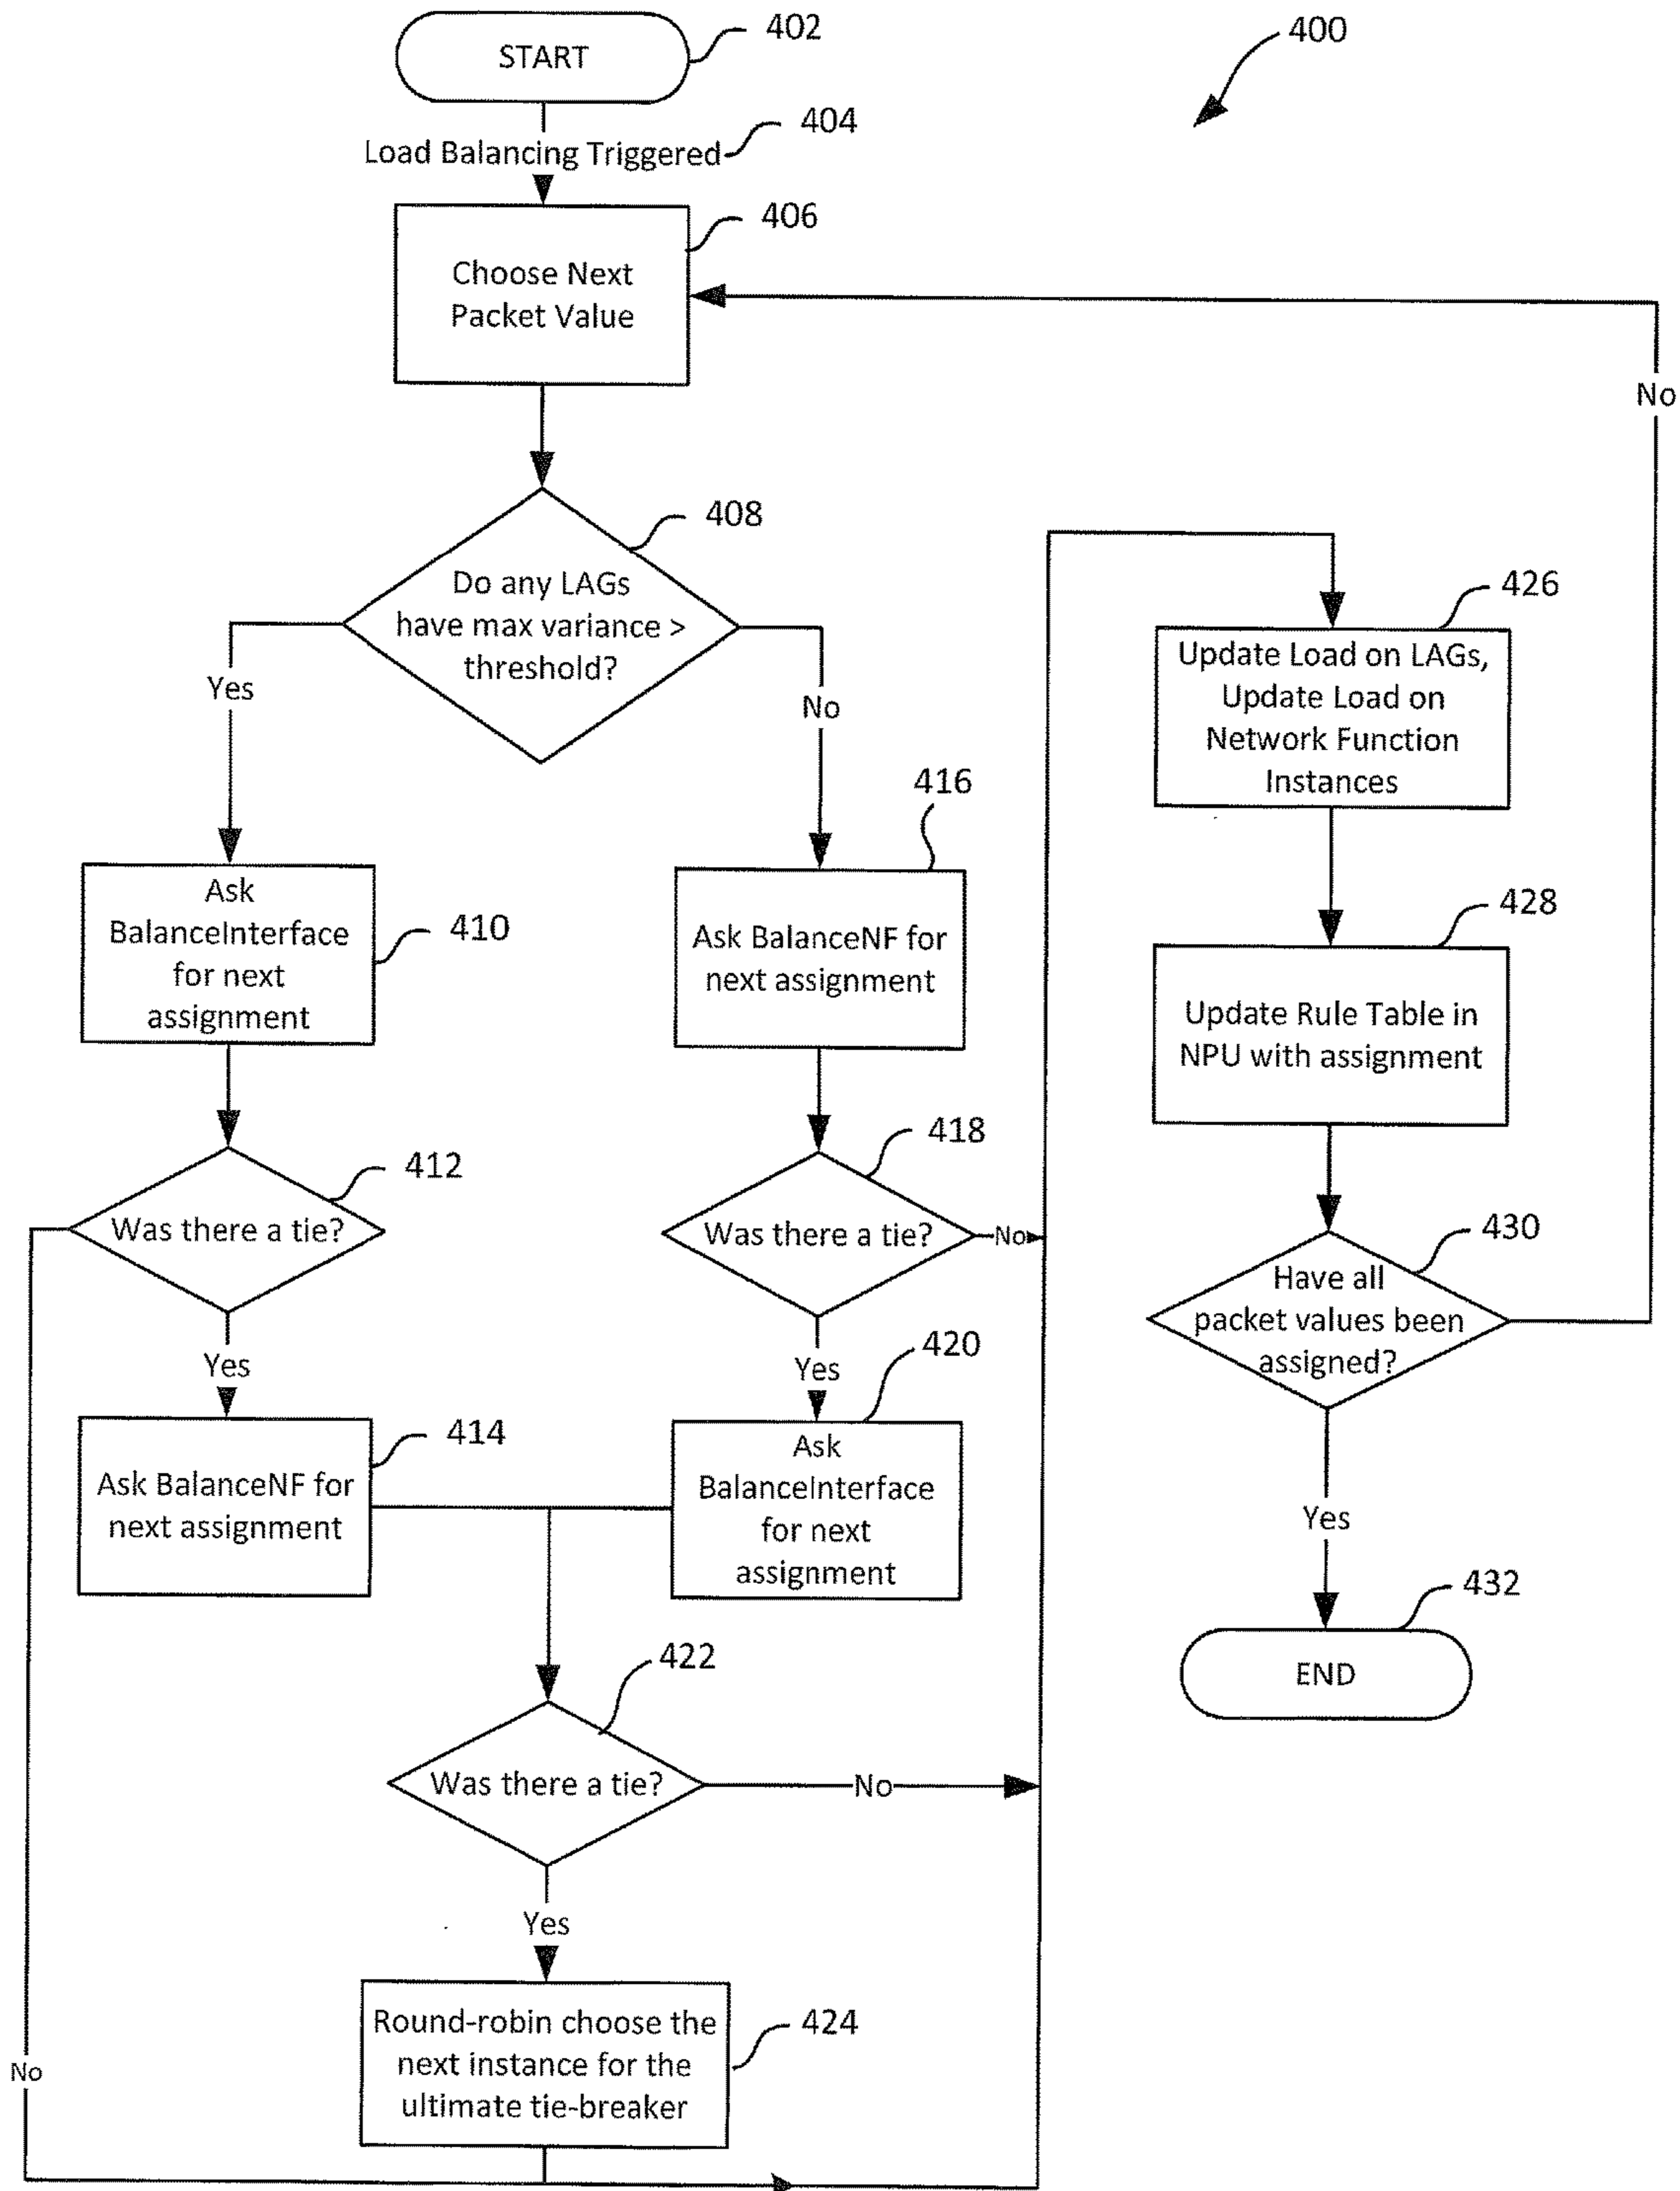 START
402
400
Load Balancing Triggered
404
406
Choose Next
Packet Value
No
408
Do any LAGs
have max variance >
threshold?
Yes
No
426
Update Load on LAGs,
Update Load on
Network Function
Instances
416
Ask
BalanceInterface
for next
assignment
410
Ask BalanceNF for
next assignment
428
Update Rule Table in
NPU with assignment
412
Was there a tie?
418
Was there a tie?
No
430
Have all
packet values been
assigned?
Yes
Yes
420
414
Ask BalanceNF for
next assignment
Ask
BalanceInterface
for next
assignment
Yes
432
END
422
Was there a tie?
No
Yes
Round-robin choose the
next instance for the
ultimate tie-breaker
424
No